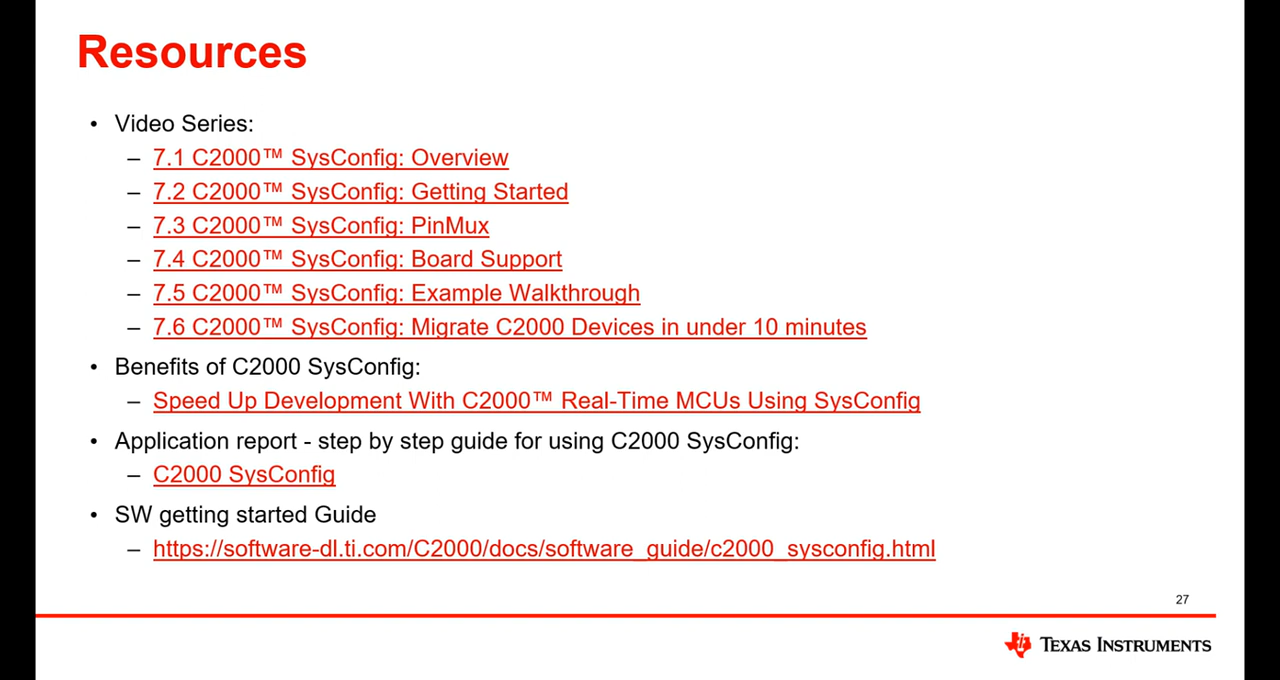 Resources
• Video Series:
– 7.1 C2000™ SysConfig: Overview
– 7.2 C2000™ SysConfig: Getting Started
– 7.3 C2000™ SysConfig: PinMux
– 7.4 C2000™ SysConfig: Board Support
– 7.5 C2000™ SysConfig: Example Walkthrough
– 7.6 C2000™ SysConfig: Migrate C2000 Devices in under 10 minutes
• Benefits of C2000 SysConfig:
– Speed Up Development With C2000™ Real-Time MCUs Using SysConfig
• Application report - step by step guide for using C2000 SysConfig:
– C2000 SysConfig
• SW getting started Guide
– https://software-dl.ti.com/C2000/docs/software_guide/c2000_sysconfig.html
27
TEXAS INSTRUMENTS